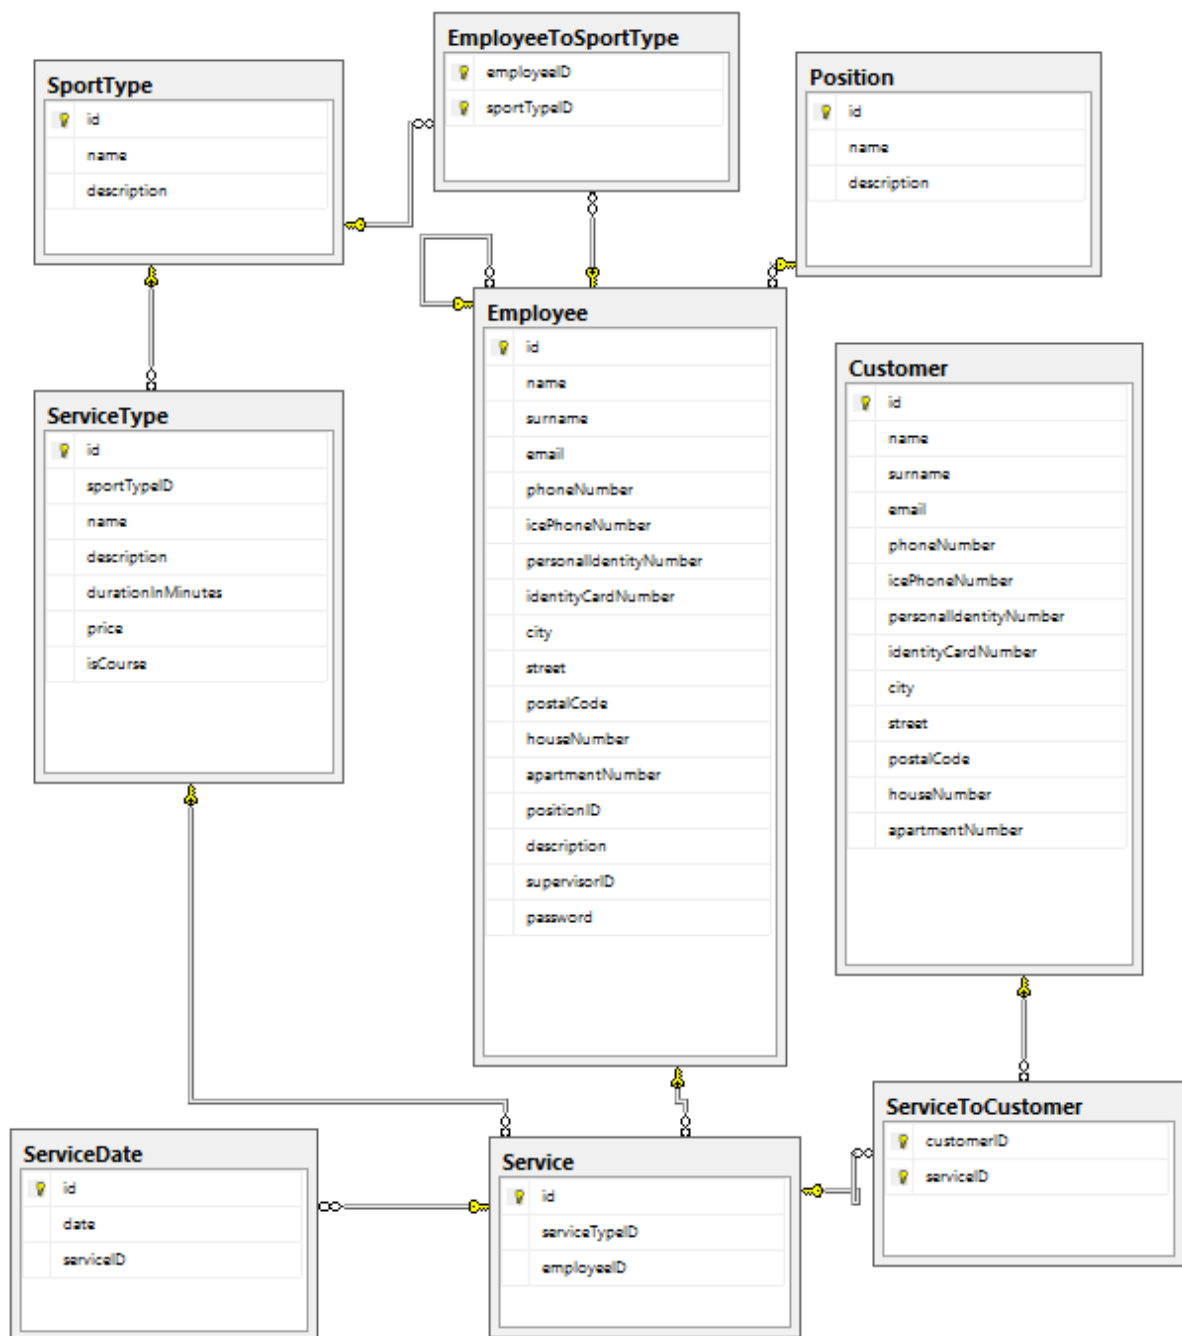 EmployeeToSportType
employeeID
sportTypeID
SportType
id
name
description
Position
id
name
description
Employee
id
name
surname
email
phoneNumber
icePhoneNumber
personalIdentityNumber
identityCardNumber
city
street
postalCode
houseNumber
apartmentNumber
positionID
description
supervisorID
password
Customer
id
name
surname
email
phoneNumber
icePhoneNumber
personalIdentityNumber
identityCardNumber
city
street
postalCode
houseNumber
apartmentNumber
ServiceType
id
sportTypeID
name
description
durationInMinutes
price
isCourse
ServiceToCustomer
customerID
serviceID
ServiceDate
id
date
serviceID
Service
id
serviceTypeID
employeeID